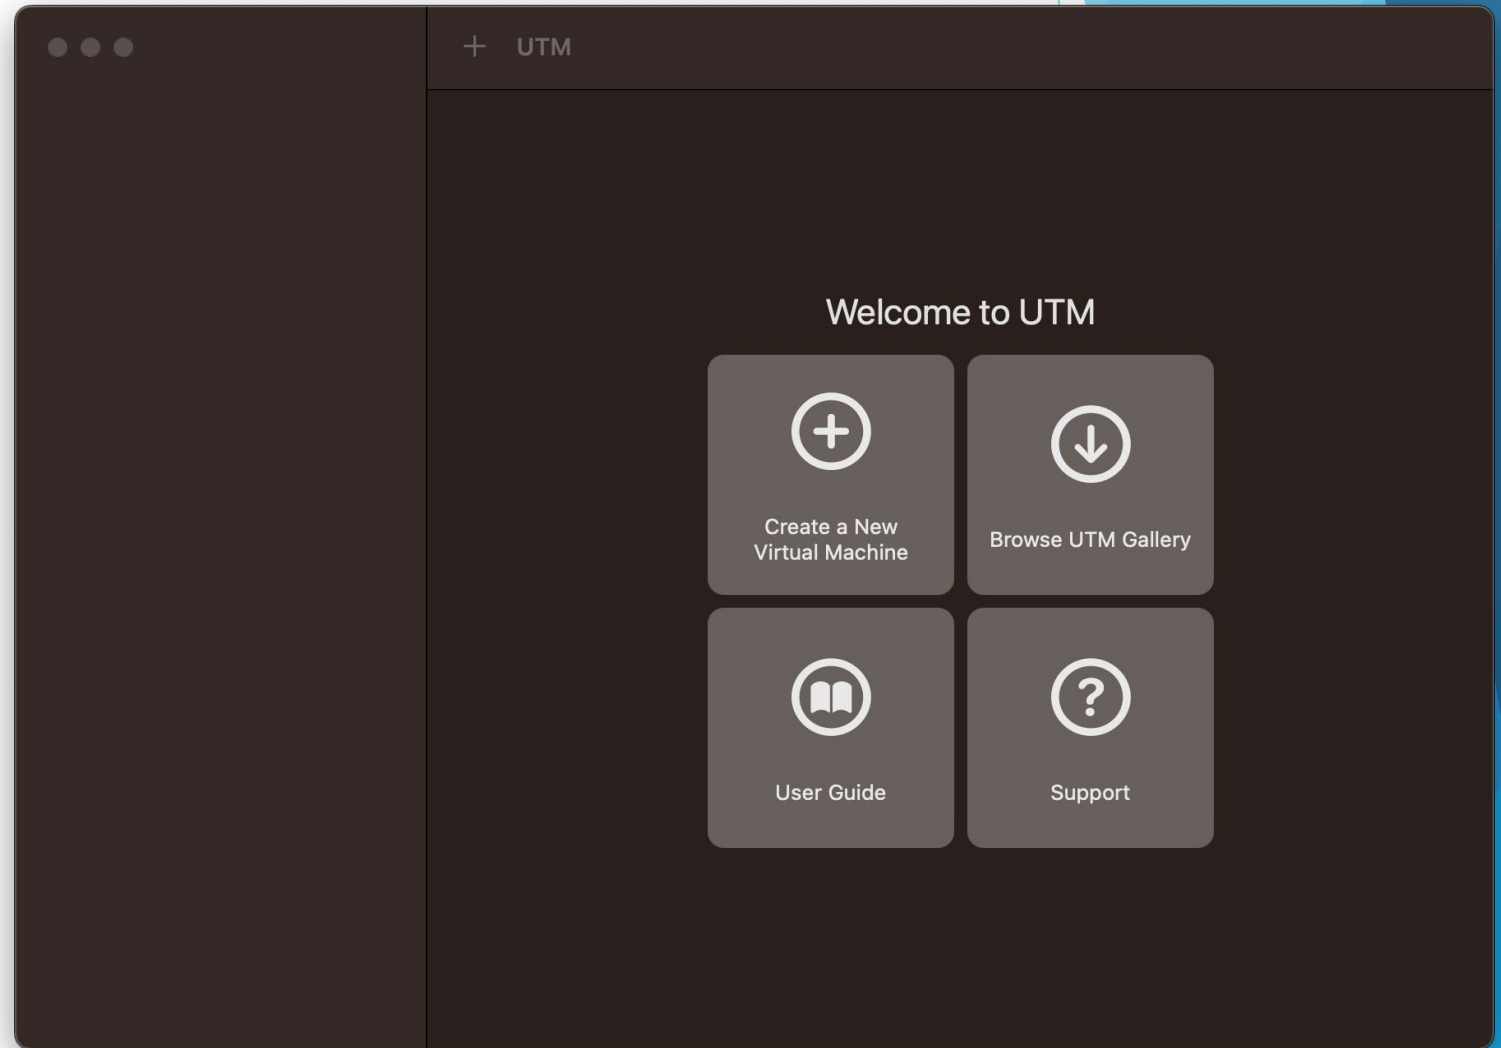 UTM
Welcome to UTM
Create a New
Virtual Machine
Browse UTM Gallery
User Guide
Support